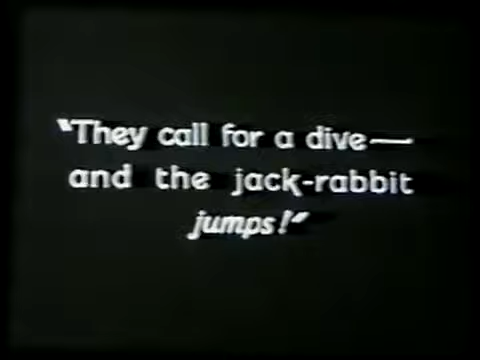 "They call for a dive—
and the jack-rabbit
jumps!"